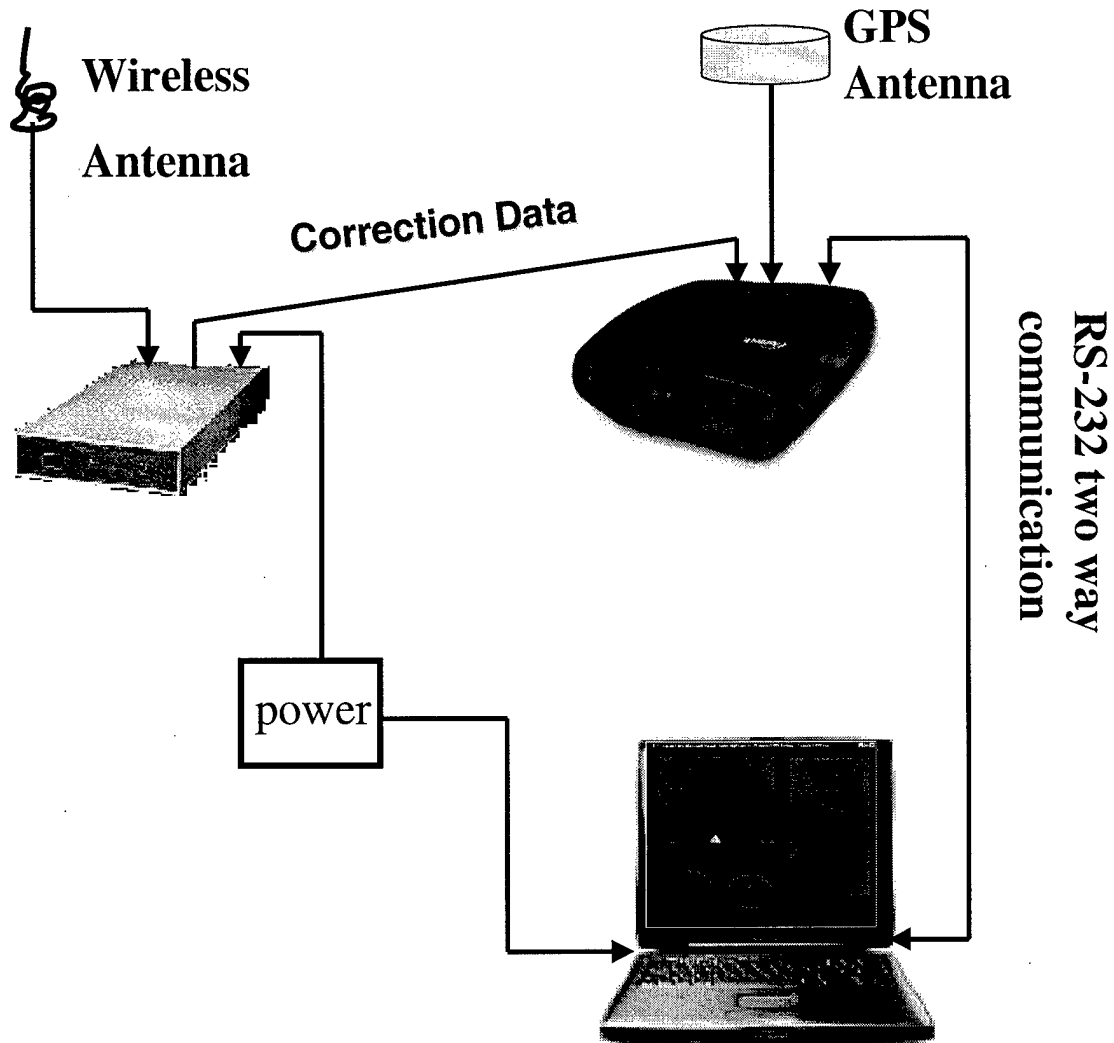 Wireless
Antenna
GPS
Antenna
Correction Data
RS-232 two way
communication
power